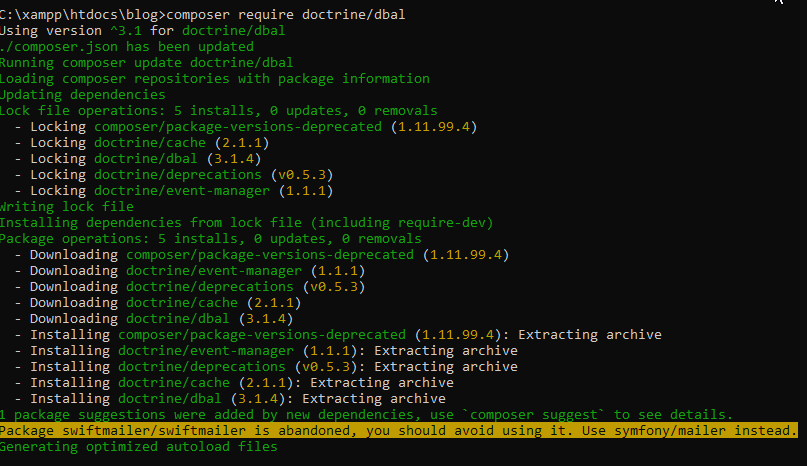 C:\xampp\htdocs\blog>composer require doctrine/dbal
Using version ^3.1 for doctrine/dbal
./composer.json has been updated
Running composer update doctrine/dbal
Loading composer repositories with package information
Updating dependencies
Lock file operations: 5 installs, 0 updates, 0 removals
  - Locking composer/package-versions-deprecated (1.11.99.4)
  - Locking doctrine/cache (2.1.1)
  - Locking doctrine/dbal (3.1.4)
  - Locking doctrine/deprecations (v0.5.3)
  - Locking doctrine/event-manager (1.1.1)
Writing lock file
Installing dependencies from lock file (including require-dev)
Package operations: 5 installs, 0 updates, 0 removals
  - Downloading composer/package-versions-deprecated (1.11.99.4)
  - Downloading doctrine/event-manager (1.1.1)
  - Downloading doctrine/deprecations (v0.5.3)
  - Downloading doctrine/cache (2.1.1)
  - Downloading doctrine/dbal (3.1.4)
  - Installing composer/package-versions-deprecated (1.11.99.4): Extracting archive
  - Installing doctrine/event-manager (1.1.1): Extracting archive
  - Installing doctrine/deprecations (v0.5.3): Extracting archive
  - Installing doctrine/cache (2.1.1): Extracting archive
  - Installing doctrine/dbal (3.1.4): Extracting archive
1 package suggestions were added by new dependencies, use `composer suggest` to see details.
Package swiftmailer/swiftmailer is abandoned, you should avoid using it. Use symfony/mailer instead.
Generating optimized autoload files